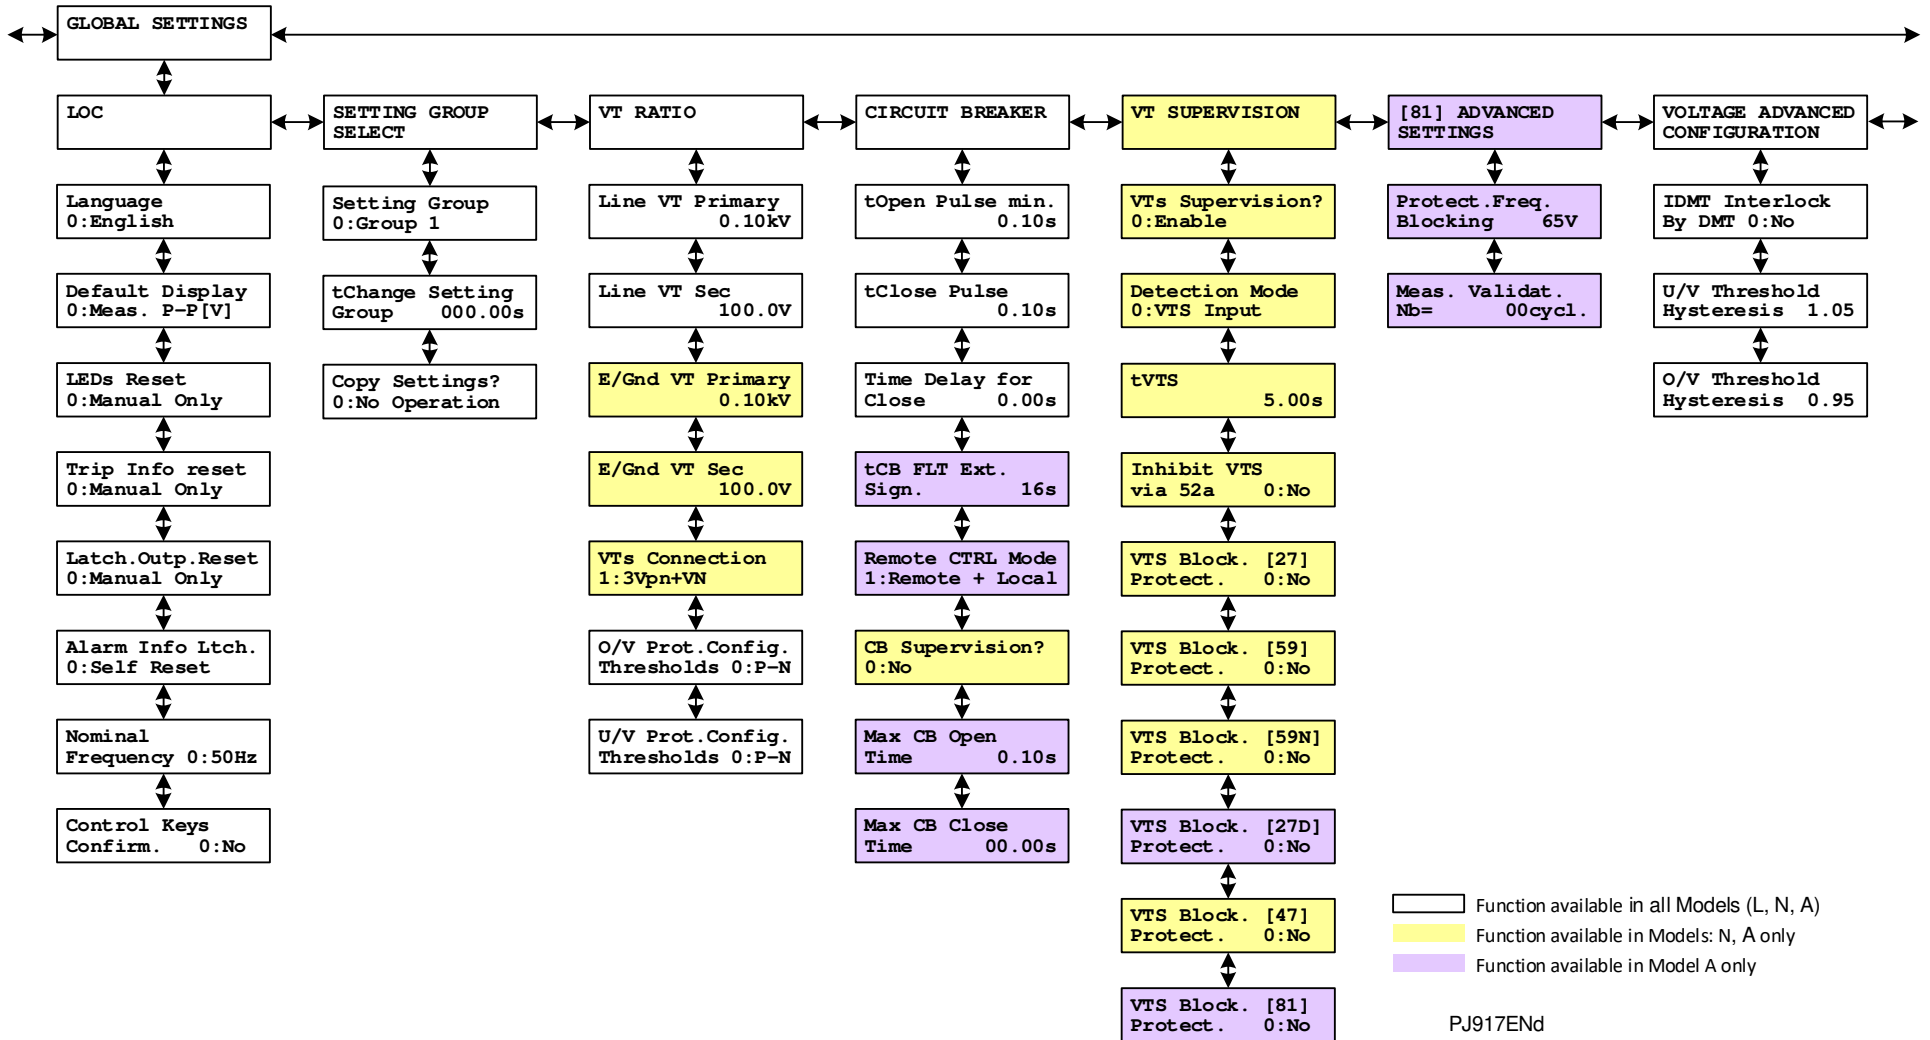 GLOBAL SETTINGS
LOC
Language
0:English
Default Display
0:Meas. P-P[V]
LEDs Reset
0:Manual Only
Trip Info reset
0:Manual Only
Latch.Outp.Reset
0:Manual Only
Alarm Info Ltch.
0:Self Reset
Nominal
Frequency 0:50Hz
Control Keys
Confirm. 0:No
SETTING GROUP
SELECT
Setting Group
0:Group 1
tChange Setting
Group 000.00s
Copy Settings?
0:No Operation
VT RATIO
Line VT Primary
0.10kV
Line VT Sec
100.0V
E/Gnd VT Primary
0.10kV
E/Gnd VT Sec
100.0V
VTs Connection
1:3Vpn+VN
O/V Prot.Config.
Thresholds 0:P-N
U/V Prot.Config.
Thresholds 0:P-N
CIRCUIT BREAKER
tOpen Pulse min.
0.10s
tClose Pulse
0.10s
Time Delay for
Close 0.00s
tCB FLT Ext.
Sign. 16s
Remote CTRL Mode
1:Remote + Local
CB Supervision?
0:No
Max CB Open
Time 0.10s
Max CB Close
Time 00.00s
VT SUPERVISION
VTs Supervision?
0:Enable
Detection Mode
0:VTS Input
tVTS
5.00s
Inhibit VTS
via 52a 0:No
VTS Block. [27]
Protect. 0:No
VTS Block. [59]
Protect. 0:No
VTS Block. [59N]
Protect. 0:No
VTS Block. [27D]
Protect. 0:No
VTS Block. [47]
Protect. 0:No
VTS Block. [81]
Protect. 0:No
[81] ADVANCED
SETTINGS
Protect.Freq.
Blocking 65V
Meas. Validat.
Nb= 00cycl.
VOLTAGE ADVANCED
CONFIGURATION
IDMT Interlock
By DMT 0:No
U/V Threshold
Hysteresis 1.05
O/V Threshold
Hysteresis 0.95
Function available in all Models (L, N, A)
Function available in Models: N, A only
Function available in Model A only
PJ917ENd